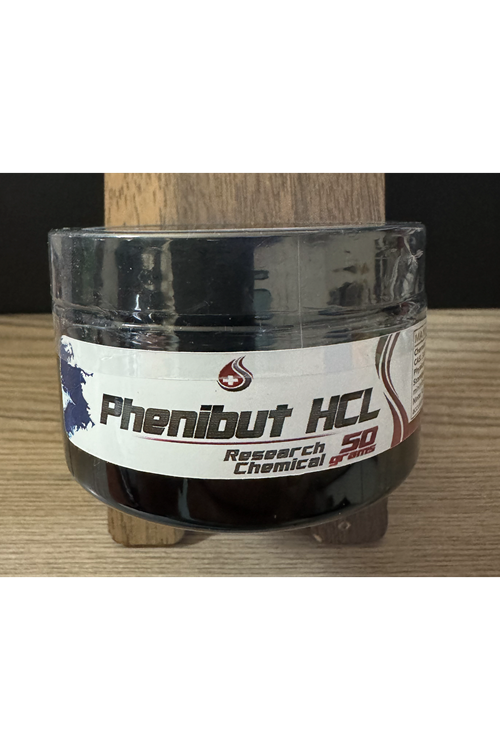 Phenibut HCL
Research
Chemical
50
grams